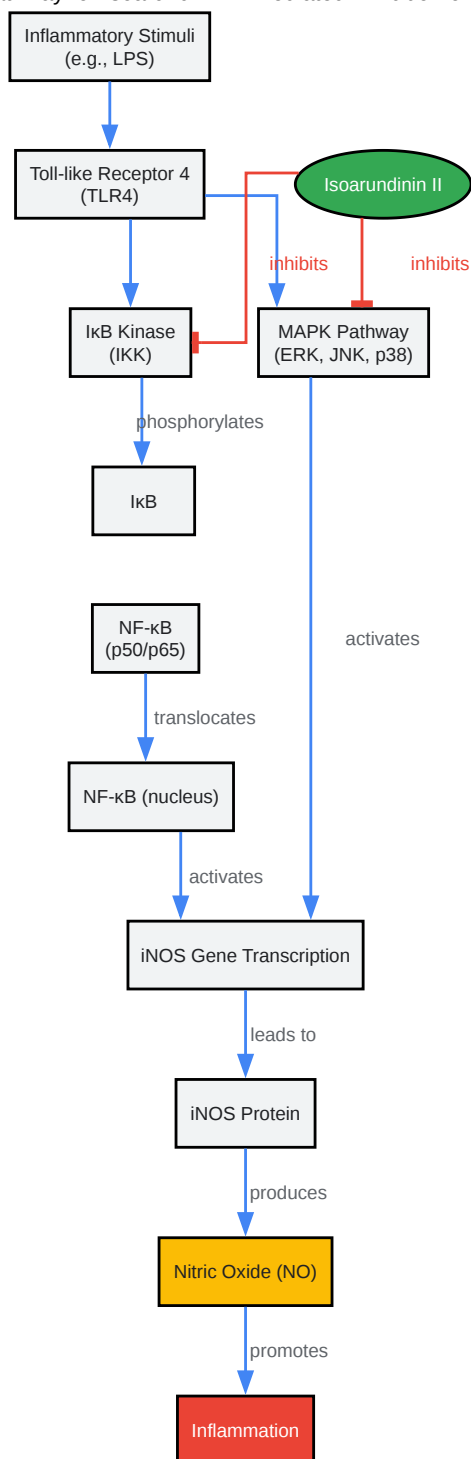 Inflammatory Stimuli
(e.g., LPS)
Toll-like Receptor 4
(TLR4)
Isoarundinin II
inhibits
inhibits
IκB Kinase
(IKK)
MAPK Pathway
(ERK, JNK, p38)
phosphorylates
IκB
NF-κB
(p50/p65)
activates
translocates
NF-κB (nucleus)
activates
iNOS Gene Transcription
leads to
iNOS Protein
produces
Nitric Oxide (NO)
promotes
Inflammation